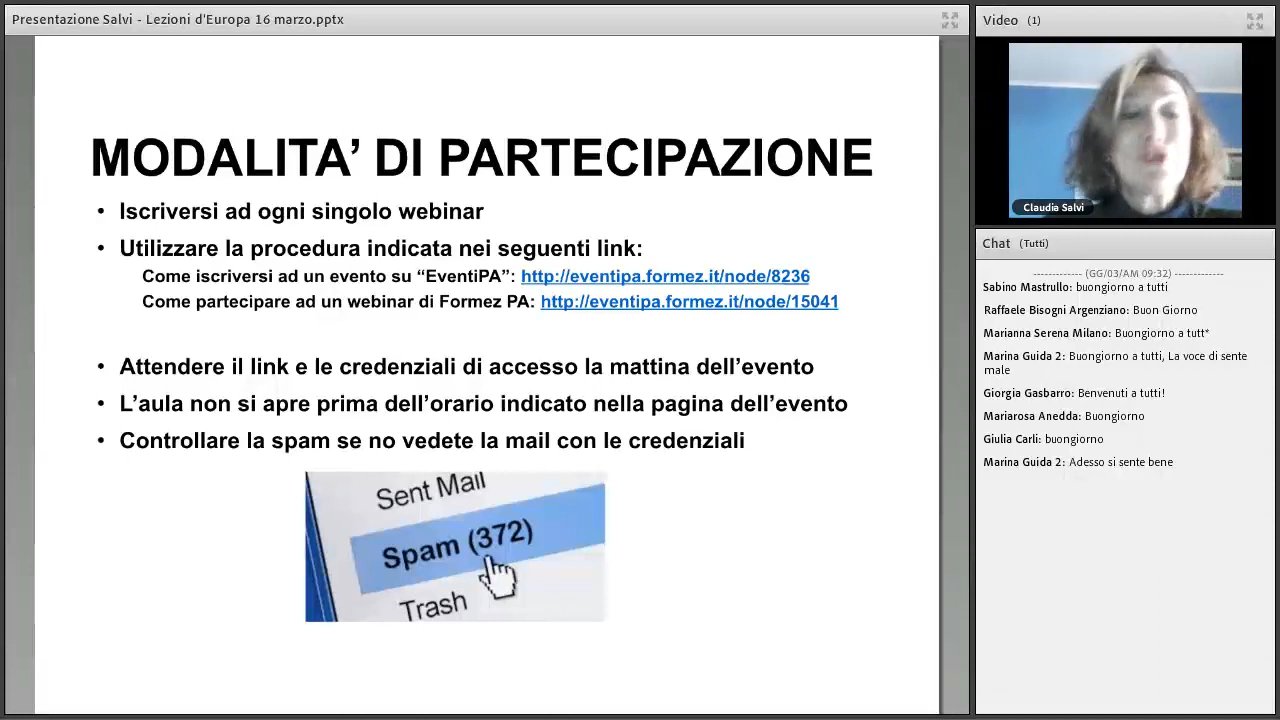 Presentazione Salvi - Lezioni d'Europa 16 marzo.pptx
MODALITA’ DI PARTECIPAZIONE
• Iscriversi ad ogni singolo webinar
• Utilizzare la procedura indicata nei seguenti link:
Come iscriversi ad un evento su “EventiPA”: http://eventipa.formez.it/node/8236
Come partecipare ad un webinar di Formez PA: http://eventipa.formez.it/node/15041
• Attendere il link e le credenziali di accesso la mattina dell’evento
• L’aula non si apre prima dell’orario indicato nella pagina dell’evento
• Controllare la spam se no vedete la mail con le credenziali
Sent Mail
Spam (372)
Trash
Video (1)
Claudia Salvi
Chat (Tutti)
------------- (GG/03/AM 09:32) -------------
Sabino Mastrullo: buongiorno a tutti
Raffaele Bisogni Argenziano: Buon Giorno
Marianna Serena Milano: Buongiorno a tutt*
Marina Guida 2: Buongiorno a tutti, La voce di sente
male
Giorgia Gasbarro: Benvenuti a tutti!
Mariarosa Anedda: Buongiorno
Giulia Carli: buongiorno
Marina Guida 2: Adesso si sente bene